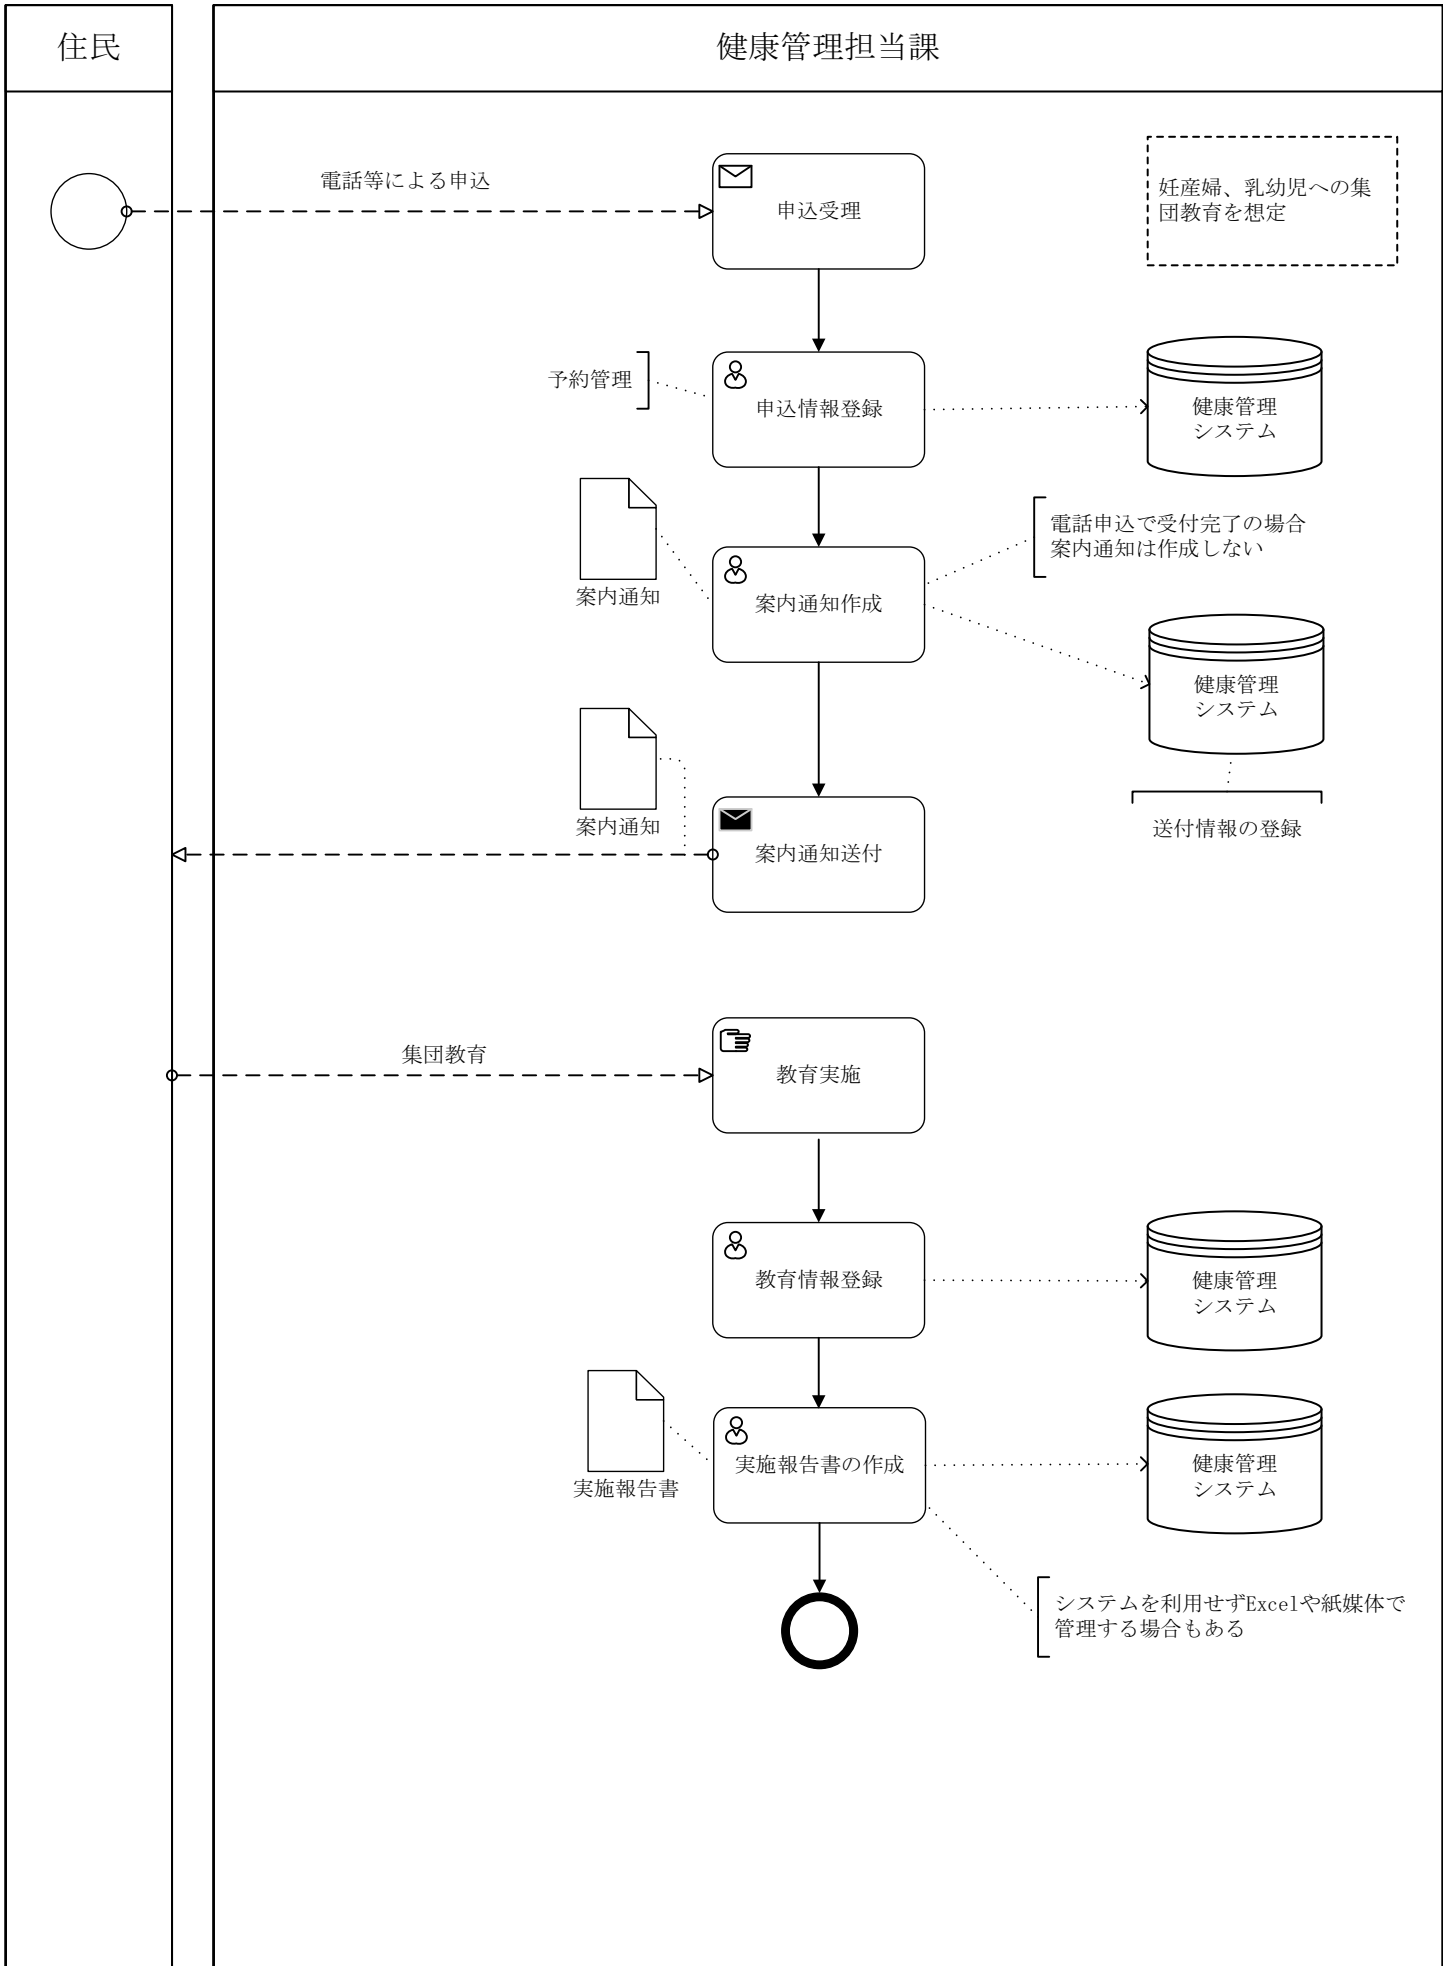 住民
健康管理担当課
電話等による申込
申込受理
妊産婦、乳幼児への集
団教育を想定
予約管理
申込情報登録
健康管理
システム
案内通知
電話申込で受付完了の場合
案内通知は作成しない
案内通知作成
健康管理
システム
案内通知
案内通知送付
送付情報の登録
集団教育
教育実施
教育情報登録
健康管理
システム
実施報告書
実施報告書の作成
健康管理
システム
システムを利用せずExcelや紙媒体で
管理する場合もある